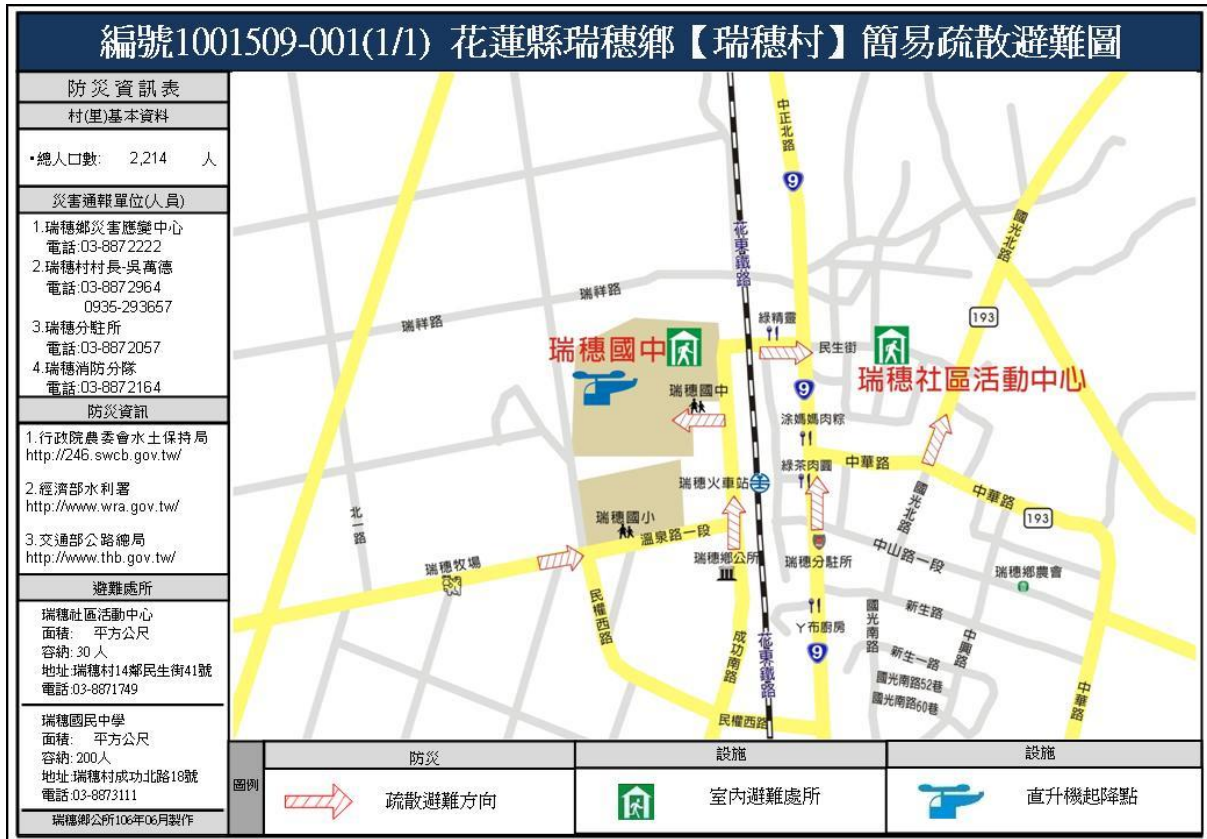 編號1001509-001(1/1) 花蓮縣瑞穗鄉【瑞穗村】簡易疏散避難圖
防災資訊表
村(里)基本資料
•總人口數: 2,214 人
災害通報單位(人員)
1.瑞穗鄉災害應變中心
電話:03-8872222
2.瑞穗村村長-吳萬德
電話:03-8872964
0935-293657
3.瑞穗分駐所
電話:03-8872057
4.瑞穗消防分隊
電話:03-8872164
防災資訊
1.行政院農委會水土保持局
http://246.swcb.gov.tw/
2.經濟部水利署
http://www.wra.gov.tw/
3.交通部公路總局
http://www.thb.gov.tw/
避難處所
瑞穗社區活動中心
面積: 平方公尺
容納: 30人
地址:瑞穗村14鄰民生街41號
電話:03-8871749
瑞穗國民中學
面積: 平方公尺
容納: 200人
地址:瑞穗村成功北路18號
電話:03-8873111
瑞穗鄉公所106年06月製作
中正北路
9
國光北路
花東鐵路
瑞祥路
瑞祥路
193
綠精靈
民生街
瑞穗國中
瑞穗社區活動中心
瑞穗國中
9
涂媽媽肉粽
綠茶肉圓
中華路
瑞穗火車站
中華路
國光北路
193
北一路
瑞穗國小
溫泉路一段
中山路一段
瑞穗牧場
瑞穗鄉公所
瑞穗分駐所
瑞穗鄉農會
民權西路
新生路
國光南路
ㄚ布廚房
中興路
成功南路
花東鐵路
9
新生一路
國光南路52巷
國光南路60巷
中華路
民權西路
圖例
防災
設施
設施
疏散避難方向
室內避難處所
直升機起降點